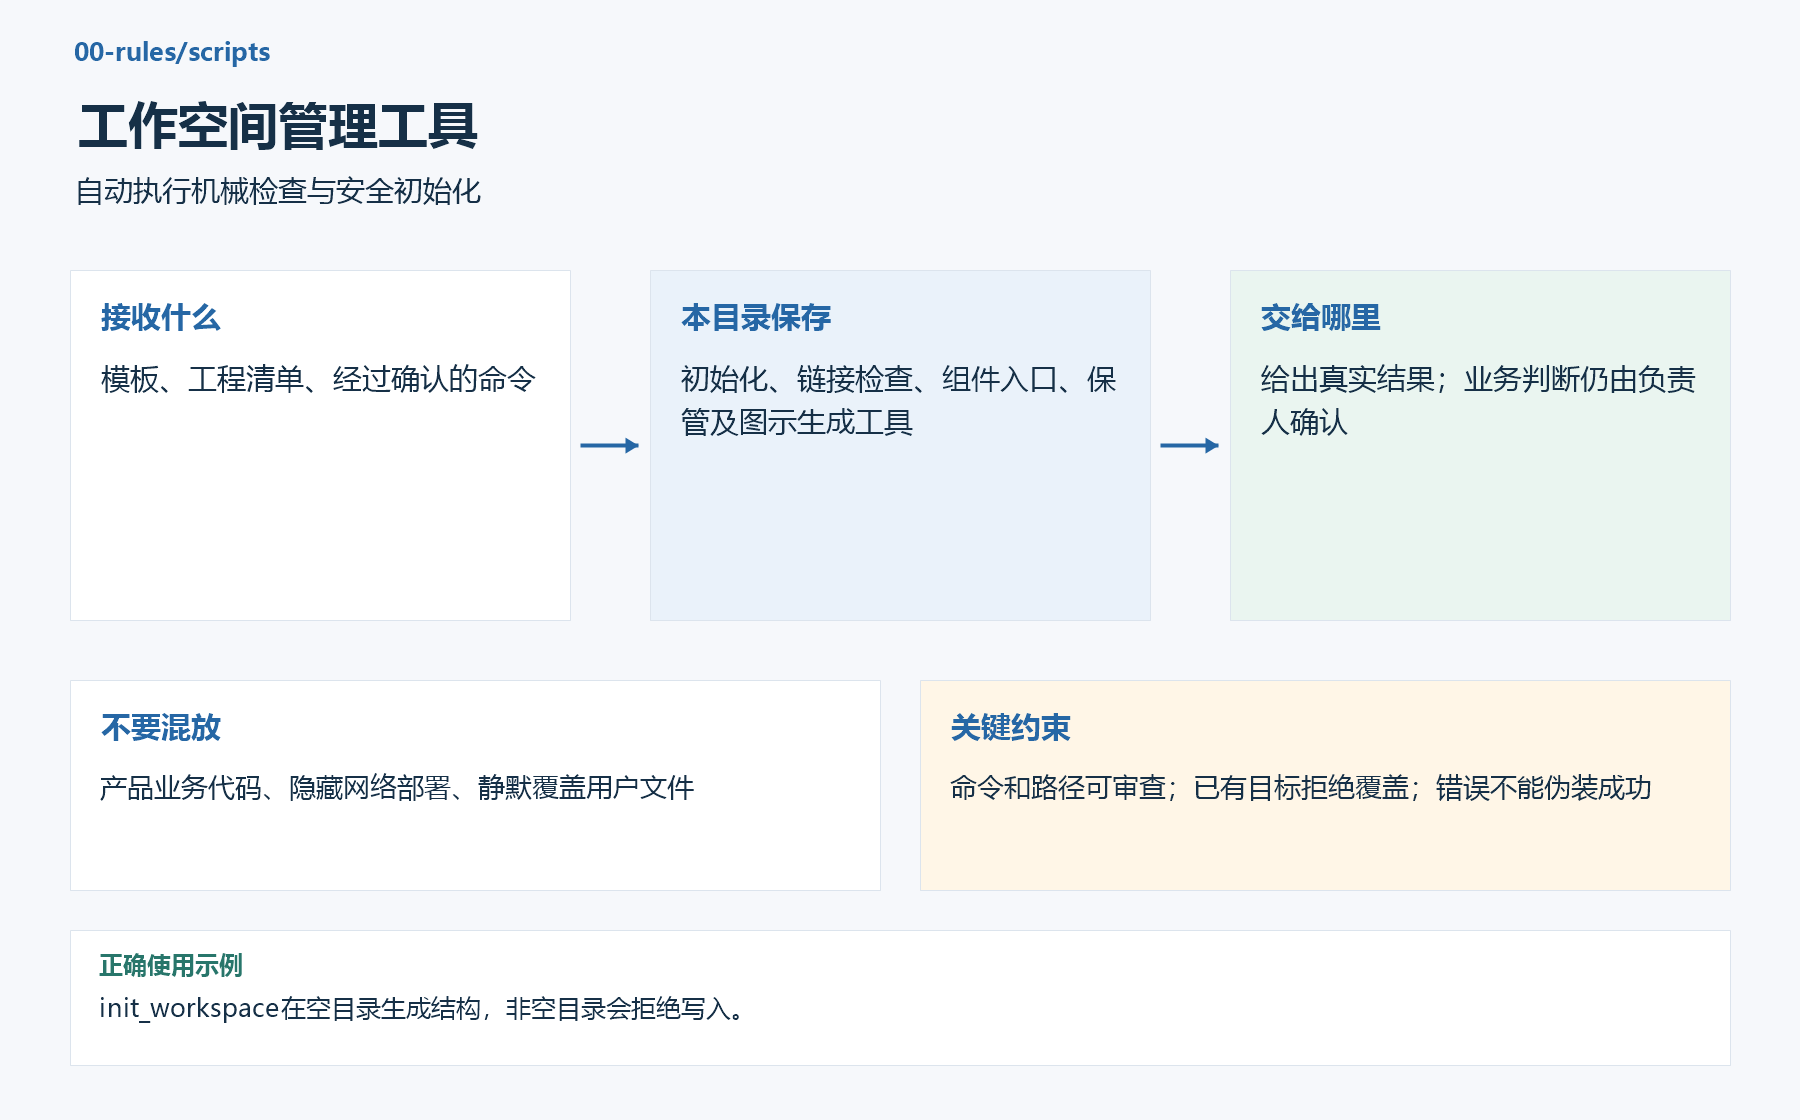 00-rules/scripts
工作空间管理工具
自动执行机械检查与安全初始化
接收什么
模板、工程清单、经过确认的命令
本目录保存
初始化、链接检查、组件入口、保
管及图示生成工具
交给哪里
给出真实结果；业务判断仍由负责
人确认
不要混放
产品业务代码、隐藏网络部署、静默覆盖用户文件
关键约束
命令和路径可审查；已有目标拒绝覆盖；错误不能伪装成功
正确使用示例
init_workspace在空目录生成结构，非空目录会拒绝写入。